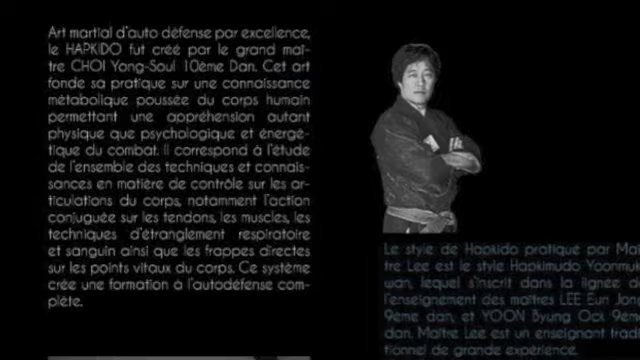 Art martial d'auto défense par excellence,
le HAPKIDO fut créé par le grand maî-
tre CHOI Yong-Soul 10ème Dan. Cet art
fonde sa pratique sur une connaissance
métabolique poussée du corps humain
permettant une appréhension autant
physique que psychologique et énergé-
tique du combat. Il correspond à l'étude
de l'ensemble des techniques et connais-
sances en matière de contrôle sur les ar-
ticulations du corps, notamment l'action
conjuguée sur les tendons, les muscles, les
techniques d'étranglement respiratoire
et sanguin ainsi que les frappes directes
sur les points vitaux du corps. Ce système
crée une formation à l'autodéfense com-
plète.
Le style de Hapkido pratiqué par Maî
tre Lee est le style Hapkimudo Yoonmu
wan, lequel s'inscrit dans la lignée de
l'enseignement des maîtres LEE Eun Jon
9ème dan, et YOON Byung Ock 9ème
dan. Maître Lee est un enseignant tradi
tionnel de grande expérience.